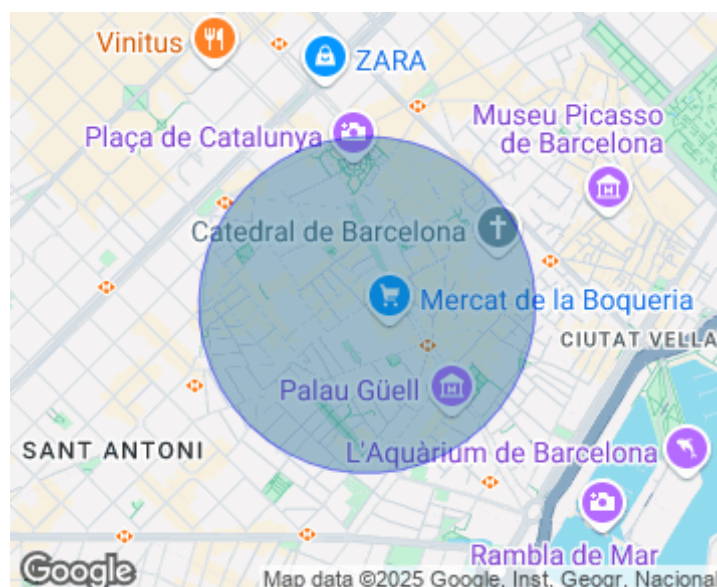 Vinitus
ZARA
Plaça de Catalunya
Museu Picasso
de Barcelona
Catedral de Barcelona
Mercat de la Boqueria
CIUTAT VELLA
Palau Güell
SANT ANTONI
L'Aquàrium de Barcelona
Rambla de Mar
Google
Map data ©2025 Google, Inst. Geogr. Nacional